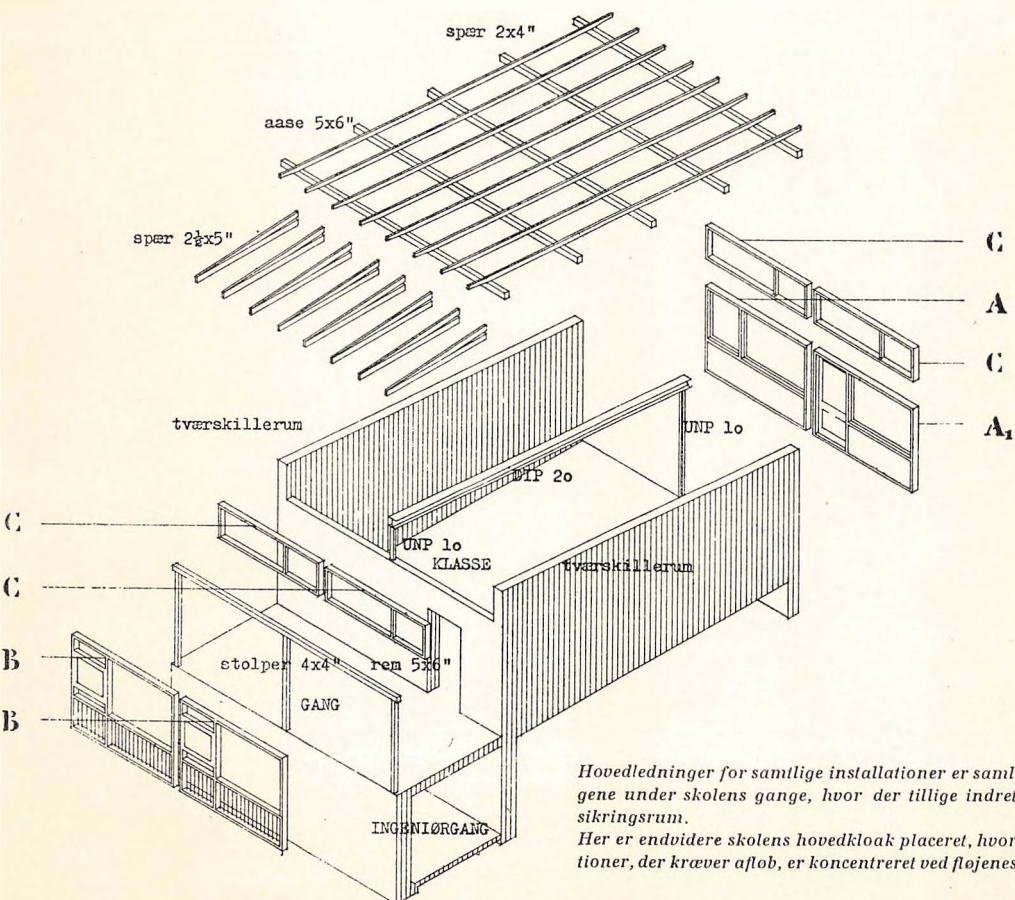 spær 2x4"
aase 5x6"
spær 2½x5"
C
A
C
A₁
tværskillerum
UNP 1o
DIP 2o
C
UNP 1o
KLASSE
tværskillerum
C
B
stolper 4x4"
rem 5x6"
GANG
B
INGENIØRGANG
Hovedledninger for samtlige installationer er saml
gene under skolens gange, hvor der tillige indret
sikringsrum.
Her er endvidere skolens hovedkloak placeret, hvor
tioner, der kræver afløb, er koncentreret ved fløjenes